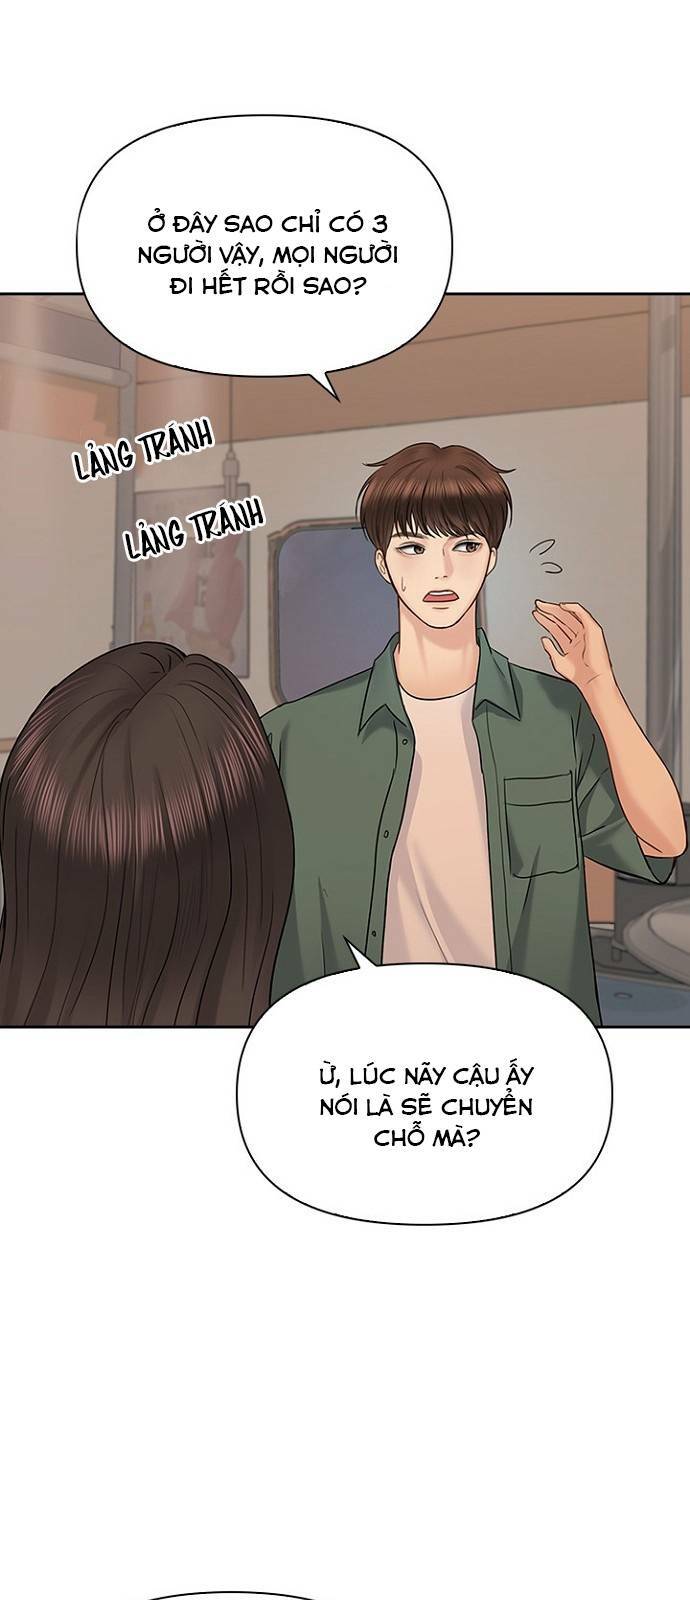 Ở ĐÂY SAO CHỈ CÓ 3
NGƯỜI VẬY, MỌI NGƯỜI
ĐI HẾT RỒI SAO?
LẢNG TRÁNH
LẢNG TRÁNH
Ừ, LÚC NÃY CẬU ẤY
NÓI LÀ SẼ CHUYỂN
CHỖ MÀ?